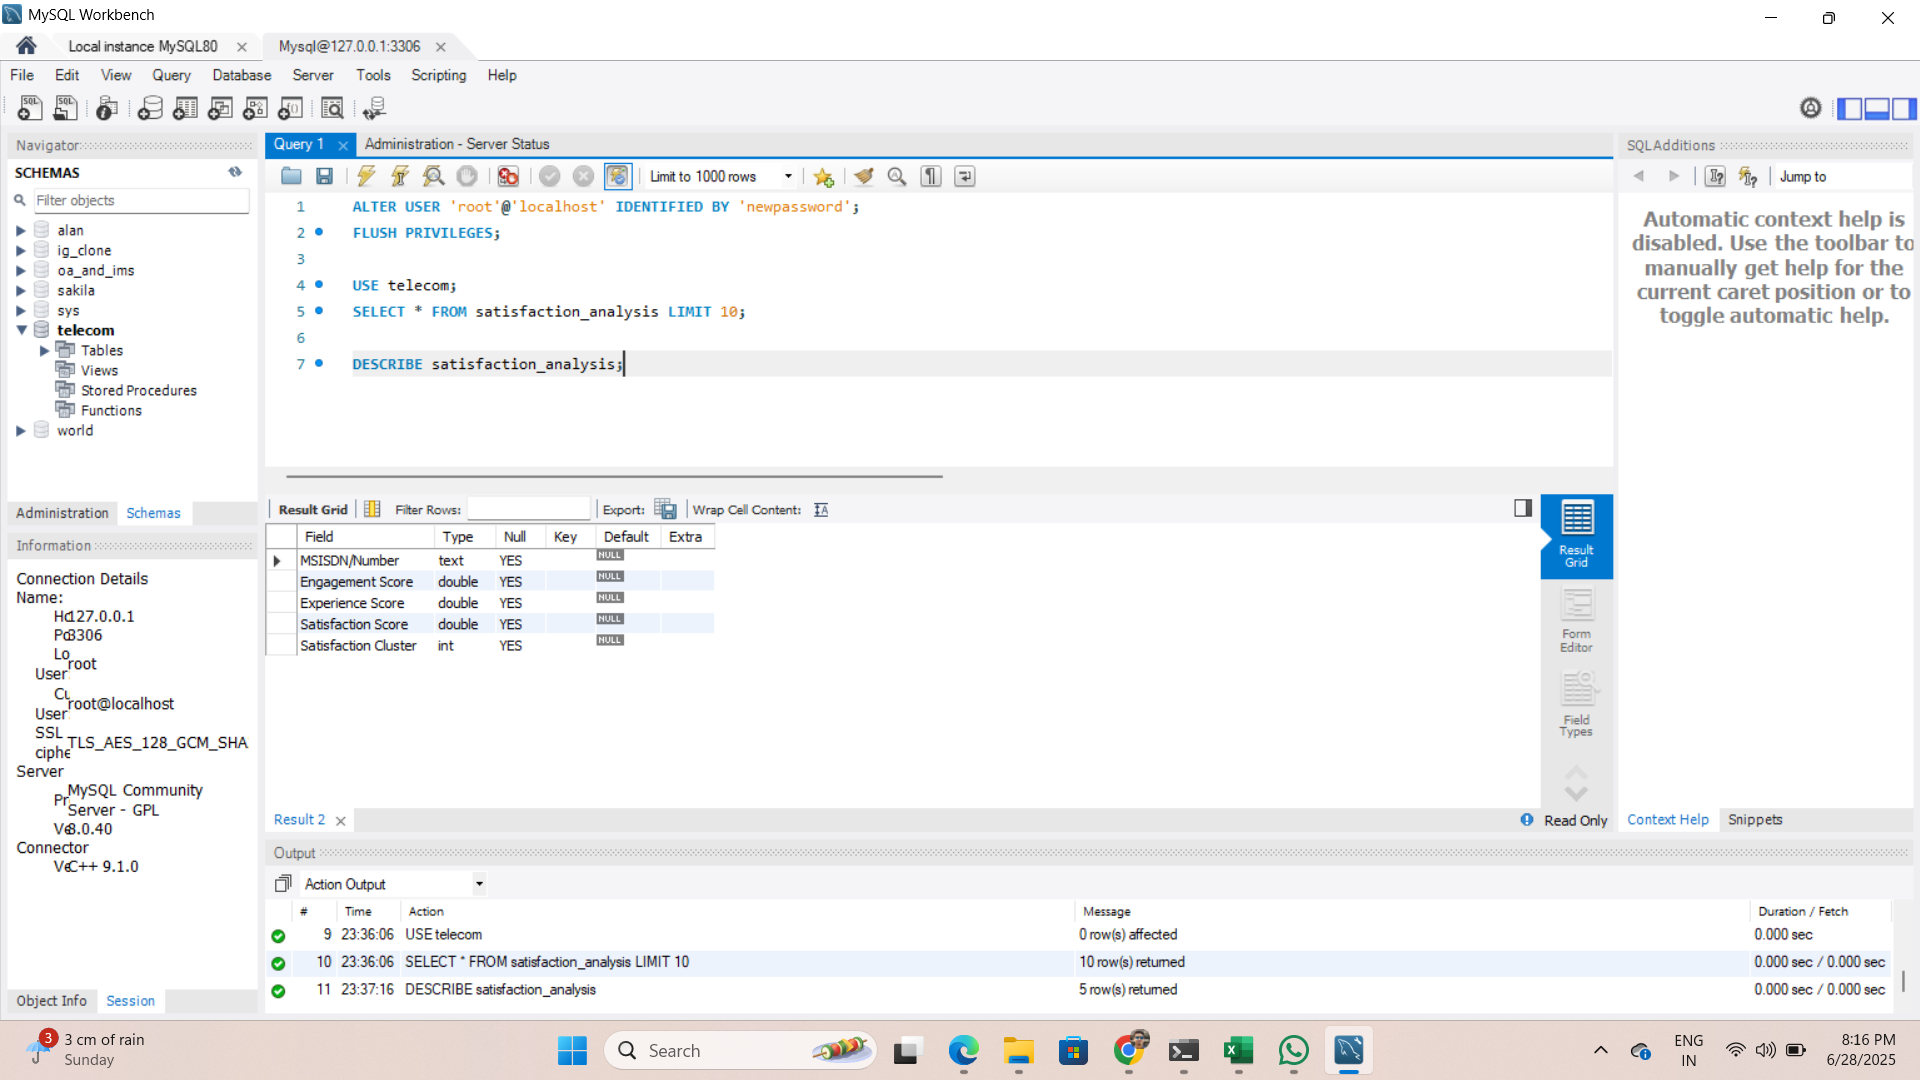 MySQL Workbench
Local instance MySQL80
Mysql@127.0.0.1:3306
File Edit View Query Database Server Tools Scripting Help
Navigator
SCHEMAS
Filter objects
alan
ig_clone
oa_and_ims
sakila
sys
telecom
Tables
Views
Stored Procedures
Functions
world
Administration Schemas
Information
Connection Details
Name:
127.0.0.1
3306
root
User
root@localhost
User
SSL
TLS_AES_128_GCM_SHA
Server
MySQL Community
Server - GPL
8.0.40
Connector
C++ 9.1.0
Object Info Session
Query 1 Administration - Server Status
Limit to 1000 rows
1 ALTER USER 'root'@'localhost' IDENTIFIED BY 'newpassword';
2 FLUSH PRIVILEGES;
3
4 USE telecom;
5 SELECT * FROM satisfaction_analysis LIMIT 10;
6
7 DESCRIBE satisfaction_analysis;
Result Grid Filter Rows: Export: Wrap Cell Content:
Field Type Null Key Default Extra
MSISDN/Number text YES NULL
Engagement Score double YES NULL
Experience Score double YES NULL
Satisfaction Score double YES NULL
Satisfaction Cluster int YES NULL
Result
Grid
Form
Editor
Field
Types
Result 2
Read Only
SQLAdditions
Jump to
Automatic context help is
disabled. Use the toolbar to
manually get help for the
current caret position or to
toggle automatic help.
Context Help Snippets
Output
Action Output
# Time Action Message Duration / Fetch
9 23:36:06 USE telecom 0 row(s) affected 0.000 sec
10 23:36:06 SELECT * FROM satisfaction_analysis LIMIT 10 10 row(s) returned 0.000 sec / 0.000 sec
11 23:37:16 DESCRIBE satisfaction_analysis 5 row(s) returned 0.000 sec / 0.000 sec
3
3 cm of rain
Sunday
Search
ENG
IN
8:16 PM
6/28/2025